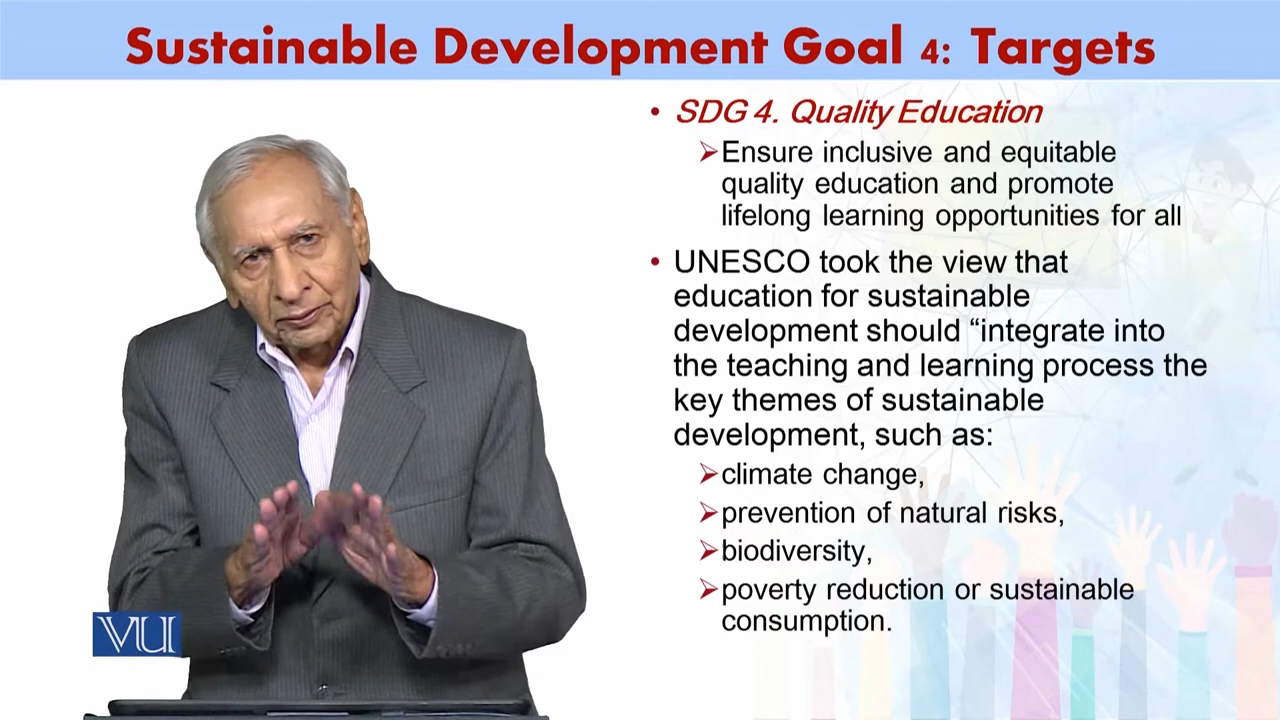 Sustainable Development Goal 4: Targets
• SDG 4. Quality Education
➢Ensure inclusive and equitable
quality education and promote
lifelong learning opportunities for all
• UNESCO took the view that
education for sustainable
development should “integrate into
the teaching and learning process the
key themes of sustainable
development, such as:
➢climate change,
➢prevention of natural risks,
➢biodiversity,
➢poverty reduction or sustainable
consumption.
VU